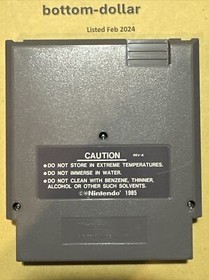 bottom-dollar
Listed Feb 2024
CAUTION
REV-A
•DO NOT STORE IN EXTREME TEMPERATURES.
•DO NOT IMMERSE IN WATER.
•DO NOT CLEAN WITH BENZENE, THINNER,
ALCOHOL OR OTHER SUCH SOLVENTS.
©Nintendo® 1985